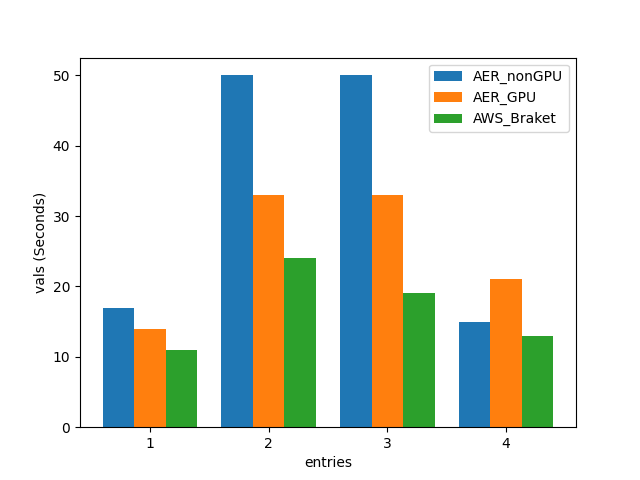 AER_nonGPU
AER_GPU
AWS_Braket
50
40
30
20
10
0
vals (Seconds)
1 2 3 4
entries